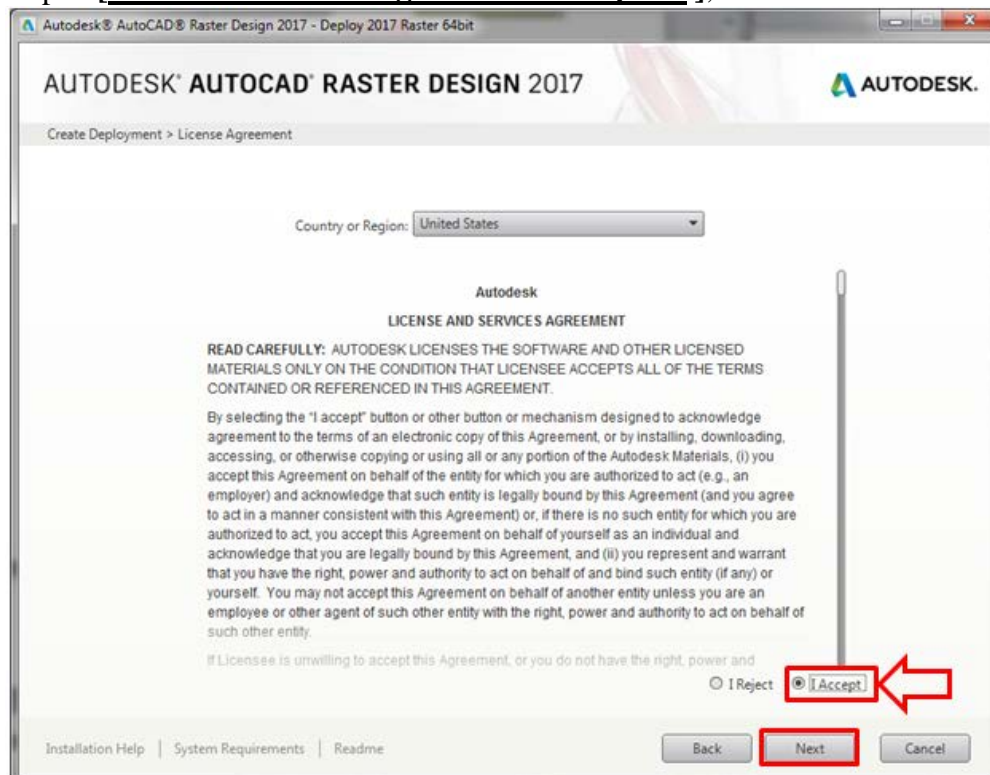 Autodesk® AutoCAD® Raster Design 2017 - Deploy 2017 Raster 64bit
AUTODESK® AUTOCAD® RASTER DESIGN 2017
AUTODESK.
Create Deployment > License Agreement
Country or Region: United States
Autodesk
LICENSE AND SERVICES AGREEMENT
READ CAREFULLY: AUTODESK LICENSES THE SOFTWARE AND OTHER LICENSED
MATERIALS ONLY ON THE CONDITION THAT LICENSEE ACCEPTS ALL OF THE TERMS
CONTAINED OR REFERENCED IN THIS AGREEMENT.
By selecting the "I accept" button or other button or mechanism designed to acknowledge
agreement to the terms of an electronic copy of this Agreement, or by installing, downloading,
accessing, or otherwise copying or using all or any portion of the Autodesk Materials, (i) you
accept this Agreement on behalf of the entity for which you are authorized to act (e.g., an
employer) and acknowledge that such entity is legally bound by this Agreement (and you agree
to act in a manner consistent with this Agreement) or, if there is no such entity for which you are
authorized to act, you accept this Agreement on behalf of yourself as an individual and
acknowledge that you are legally bound by this Agreement, and (ii) you represent and warrant
that you have the right, power and authority to act on behalf of and bind such entity (if any) or
yourself. You may not accept this Agreement on behalf of another entity unless you are an
employee or other agent of such other entity with the right, power and authority to act on behalf of
such other entity.
If Licensee is unwilling to accept this Agreement, or you do not have the right, power and
I Reject I Accept
Installation Help | System Requirements | Readme Back Next Cancel